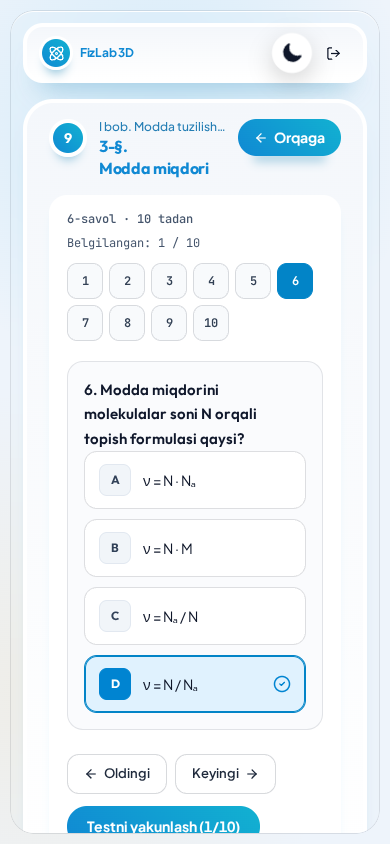 FizLab3D
9
I bob. Modda tuzilish...
3-§.
Modda miqdori
← Orqaga
6-savol · 10 tadan
Belgilangan: 1 / 10
1 2 3 4 5 6
7 8 9 10
6. Modda miqdorini
molekulalar soni N orqali
topish formulasi qaysi?
A ν = N · Nₐ
B ν = N · M
C ν = Nₐ / N
D ν = N / Nₐ
← Oldingi Keyingi →
Testni yakunlash (1/10)